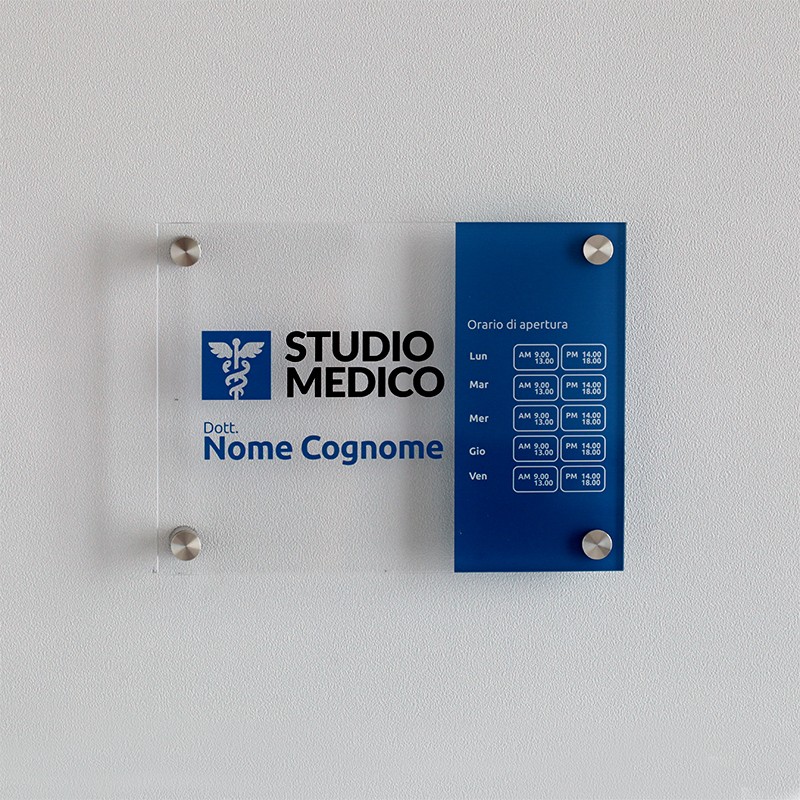 STUDIO
MEDICO
Dott.
Nome Cognome
Orario di apertura
Lun AM 9.00 13.00 PM 14.00 18.00
Mar AM 9.00 13.00 PM 14.00 18.00
Mer AM 9.00 13.00 PM 14.00 18.00
Gio AM 9.00 13.00 PM 14.00 18.00
Ven AM 9.00 13.00 PM 14.00 18.00